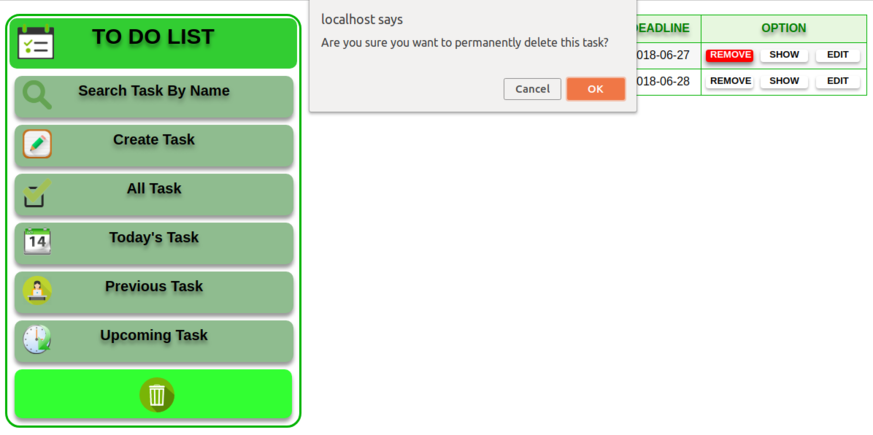 TO DO LIST
Search Task By Name
Create Task
All Task
14
Today's Task
Previous Task
Upcoming Task
localhost says
Are you sure you want to permanently delete this task?
Cancel OK
EADLINE OPTION
018-06-27 REMOVE SHOW EDIT
018-06-28 REMOVE SHOW EDIT